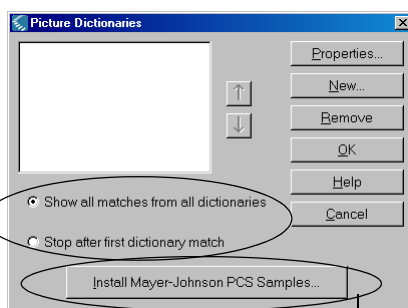 Picture Dictionaries
Properties...
New...
Remove
OK
Help
Cancel
Show all matches from all dictionaries
Stop after first dictionary match
Install Mayer-Johnson PCS Samples...